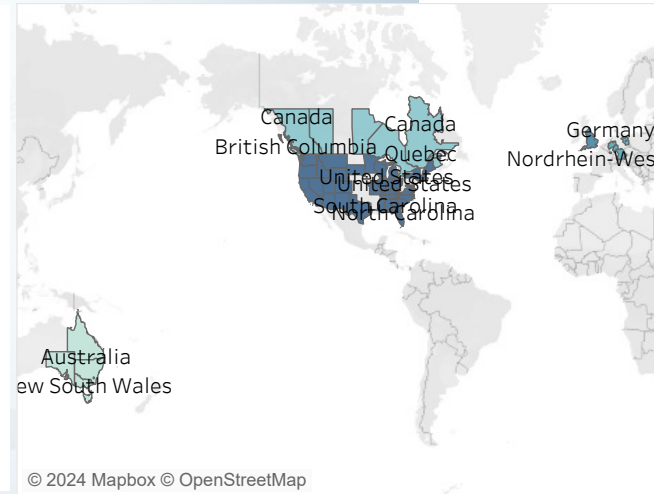 Canada
Canada
Germany
British Columbia
Quebec
Nordrhein-Wes
United States
United States
South Carolina
North Carolina
Australia
ew South Wales
© 2024 Mapbox © OpenStreetMap